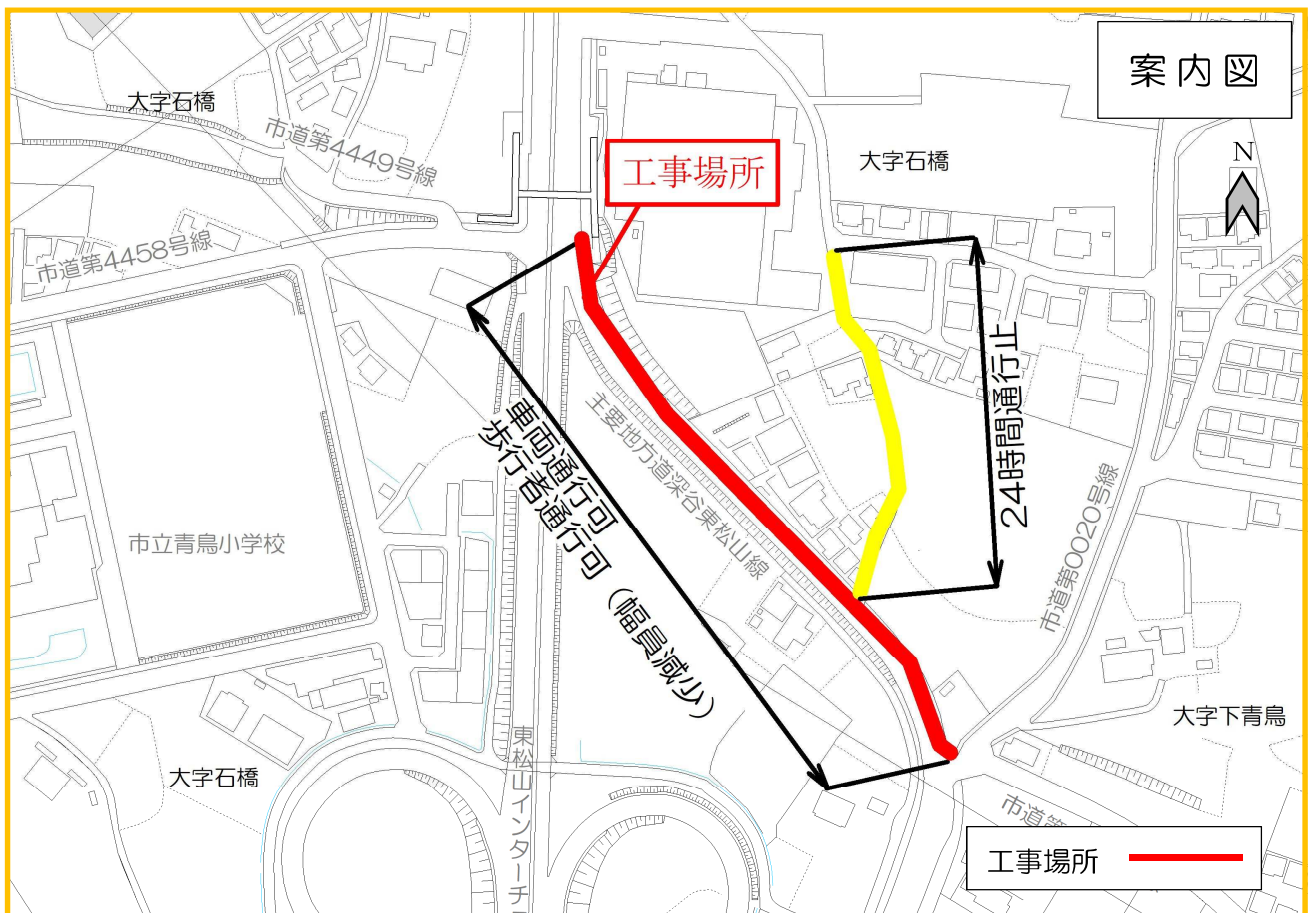 案内図
大字石橋
市道第4449号線
工事場所
大字石橋
N
市道第4458号線
24時間通行止
主要地方道深谷東松山線
車両通行可
歩行者通行可（幅員減少）
市立青鳥小学校
市道第0020号線
大字下青鳥
大字石橋
東松山インターチ
市道第
工事場所